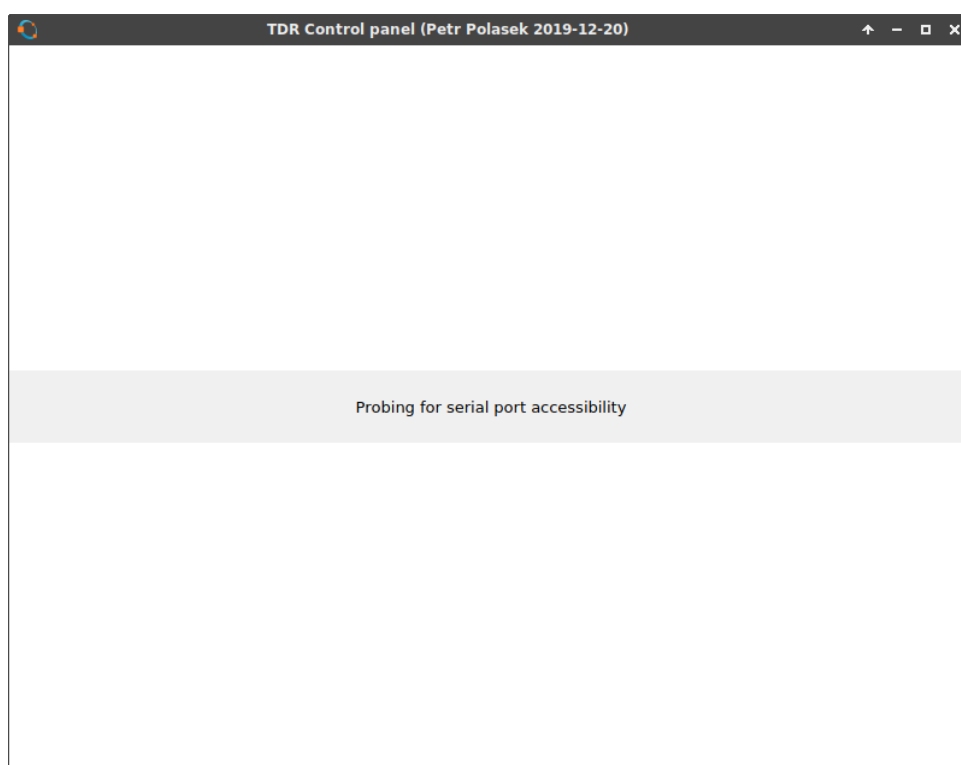 TDR Control panel (Petr Polasek 2019-12-20)
Probing for serial port accessibility